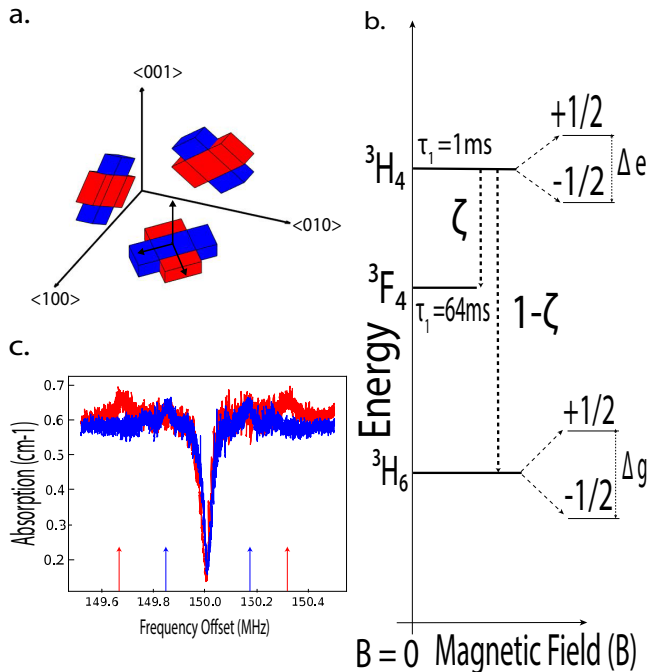 a.
<001>
<010>
<100>
b.
Energy
³H₄
τ₁=1ms
+1/2
-1/2
Δe
ζ
³F₄
τ₁=64ms
1-ζ
³H₆
+1/2
-1/2
Δg
B = 0
Magnetic Field (B)
c.
Absorption (cm-1)
0.7
0.6
0.5
0.4
0.3
0.2
149.6 149.8 150.0 150.2 150.4
Frequency Offset (MHz)